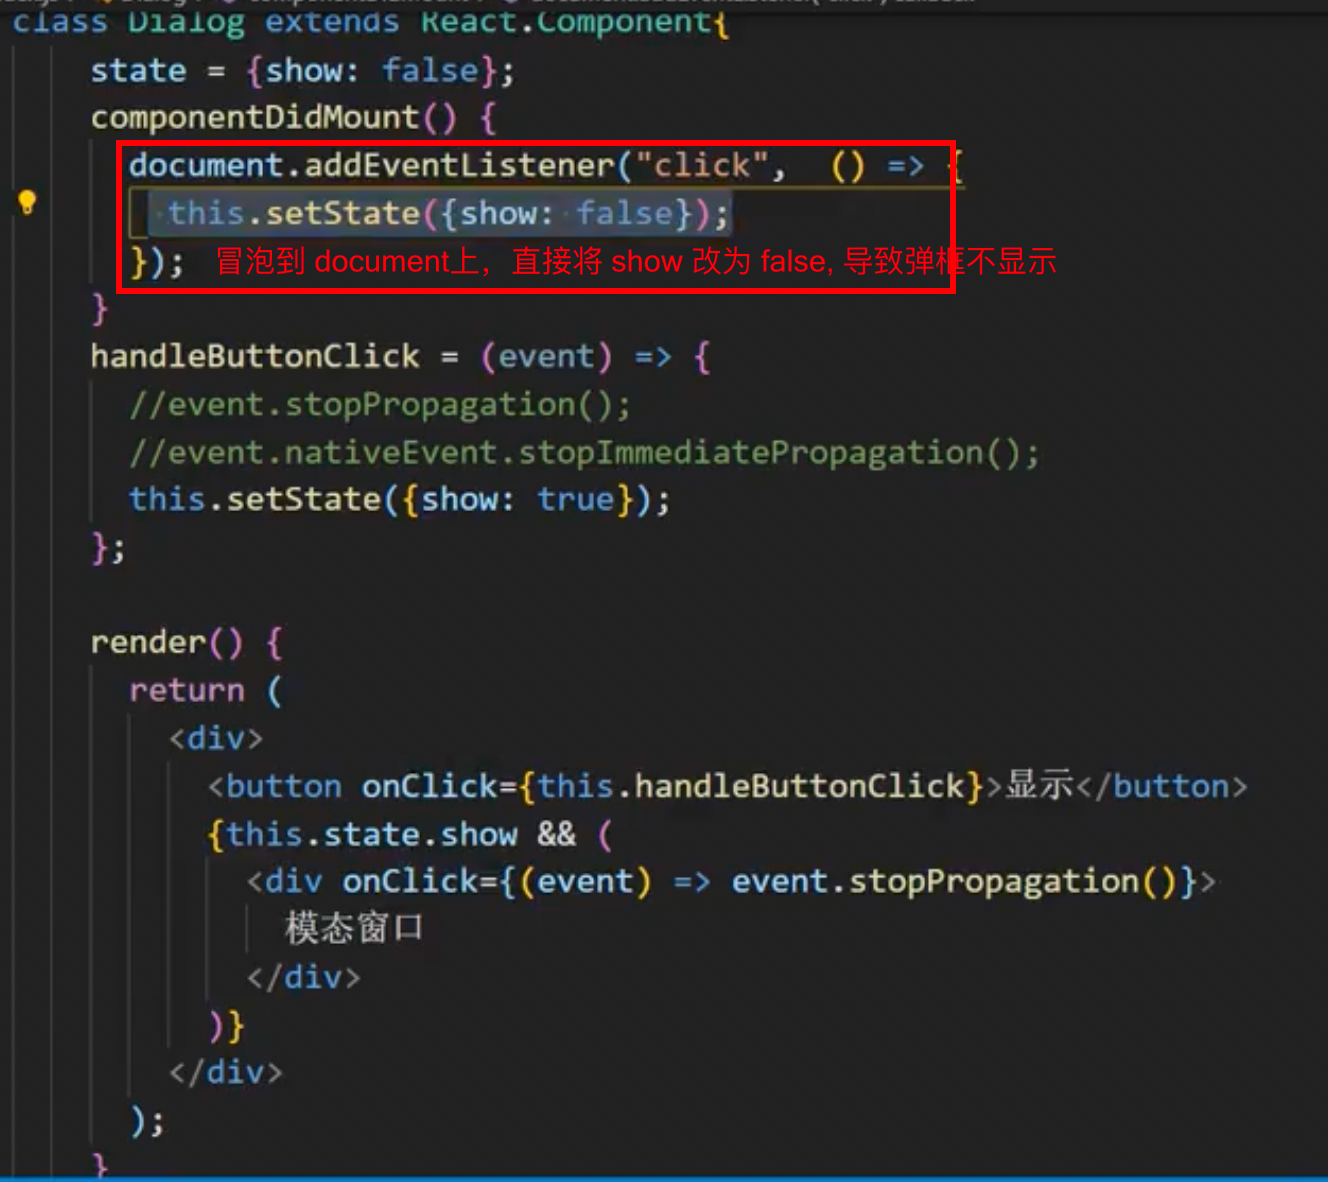 class Dialog extends React.Component{
state = {show: false};
componentDidMount() {
document.addEventListener("click",  () => {
this.setState({show: false});
});
冒泡到 document上，直接将 show 改为 false, 导致弹框不显示
}
handleButtonClick = (event) => {
//event.stopPropagation();
//event.nativeEvent.stopImmediatePropagation();
this.setState({show: true});
};
render() {
return (
<div>
<button onClick={this.handleButtonClick}>显示</button>
{this.state.show && (
<div onClick={(event) => event.stopPropagation()}>
模态窗口
</div>
)}
</div>
);
}